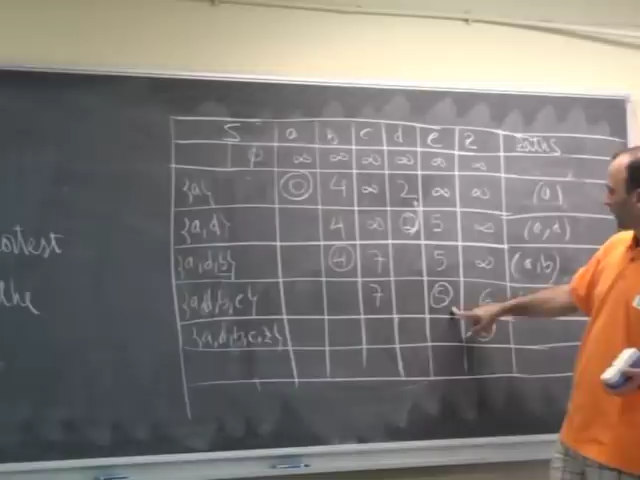 ortest
the
S a b c d e z Paths
φ ∞ ∞ ∞ ∞ ∞ ∞
{a} 0 4 ∞ 2 ∞ ∞ (a)
{a,d} 4 ∞ 2 5 ∞ (a,d)
{a,d,b} 4 7 5 ∞ (a,b)
{a,d,b,e} 7 5 6
{a,d,b,e,z}